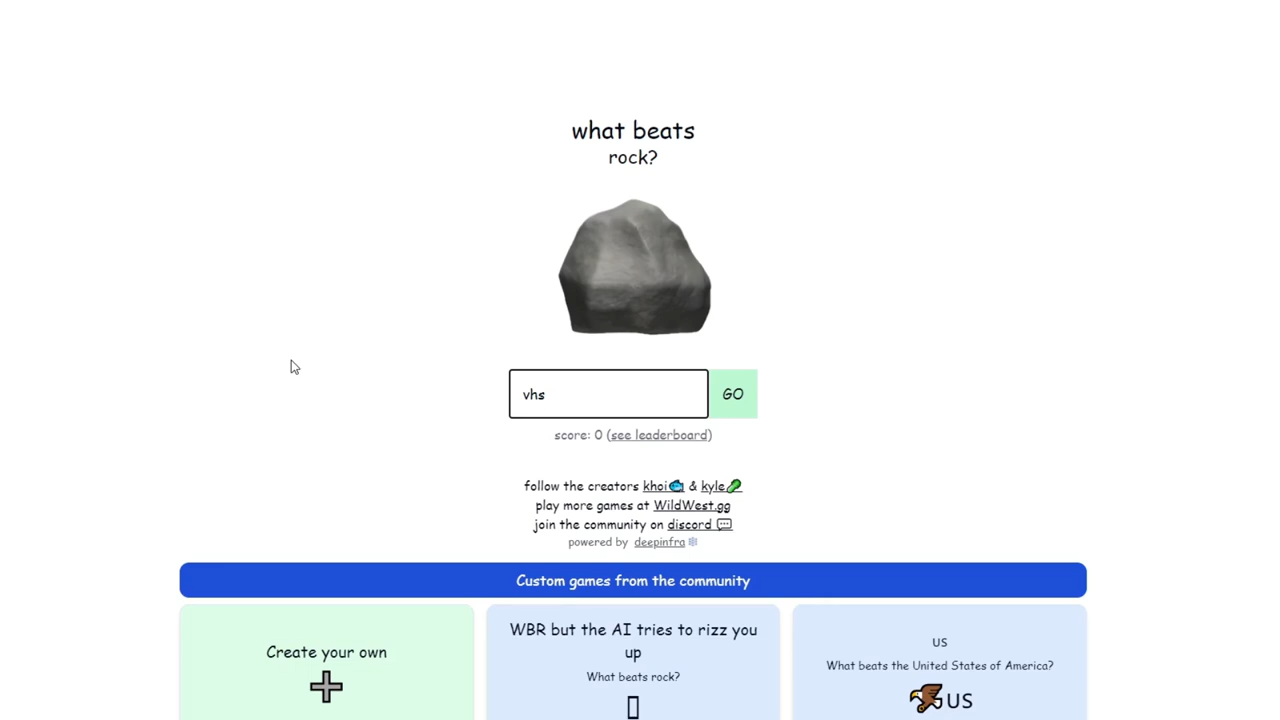 what beats
rock?
vhs
GO
score: 0 (see leaderboard)
follow the creators khoi & kyle
play more games at WildWest.gg
join the community on discord
powered by deepinfra
Custom games from the community
Create your own
WBR but the AI tries to rizz you
up
What beats rock?
US
What beats the United States of America?
US